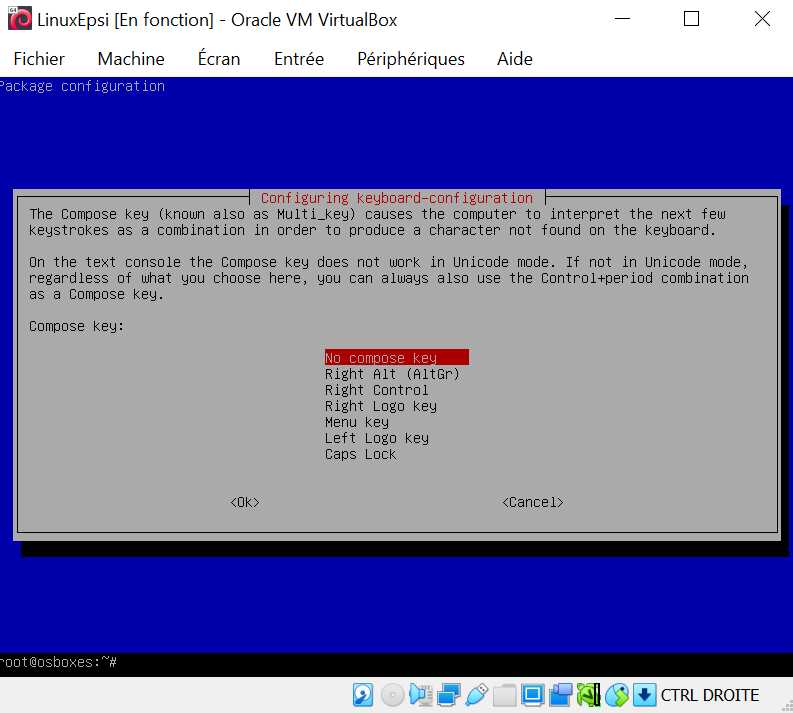 LinuxEpsi [En fonction] - Oracle VM VirtualBox
Fichier Machine Écran Entrée Périphériques Aide
Package configuration
Configuring keyboard-configuration
The Compose key (known also as Multi_key) causes the computer to interpret the next few
keystrokes as a combination in order to produce a character not found on the keyboard.
On the text console the Compose key does not work in Unicode mode. If not in Unicode mode,
regardless of what you choose here, you can always also use the Control+period combination
as a Compose key.
Compose key:
No compose key
Right Alt (AltGr)
Right Control
Right Logo key
Menu key
Left Logo key
Caps Lock
<Ok> <Cancel>
root@osboxes:~#
CTRL DROITE